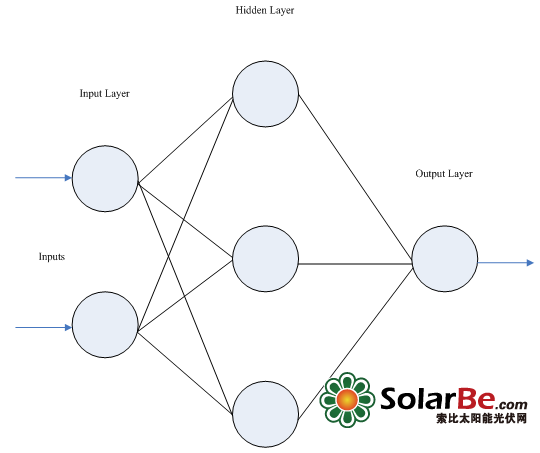 Hidden Layer
Input Layer
Output Layer
Inputs
SolarBe.com
索比太阳能光伏网